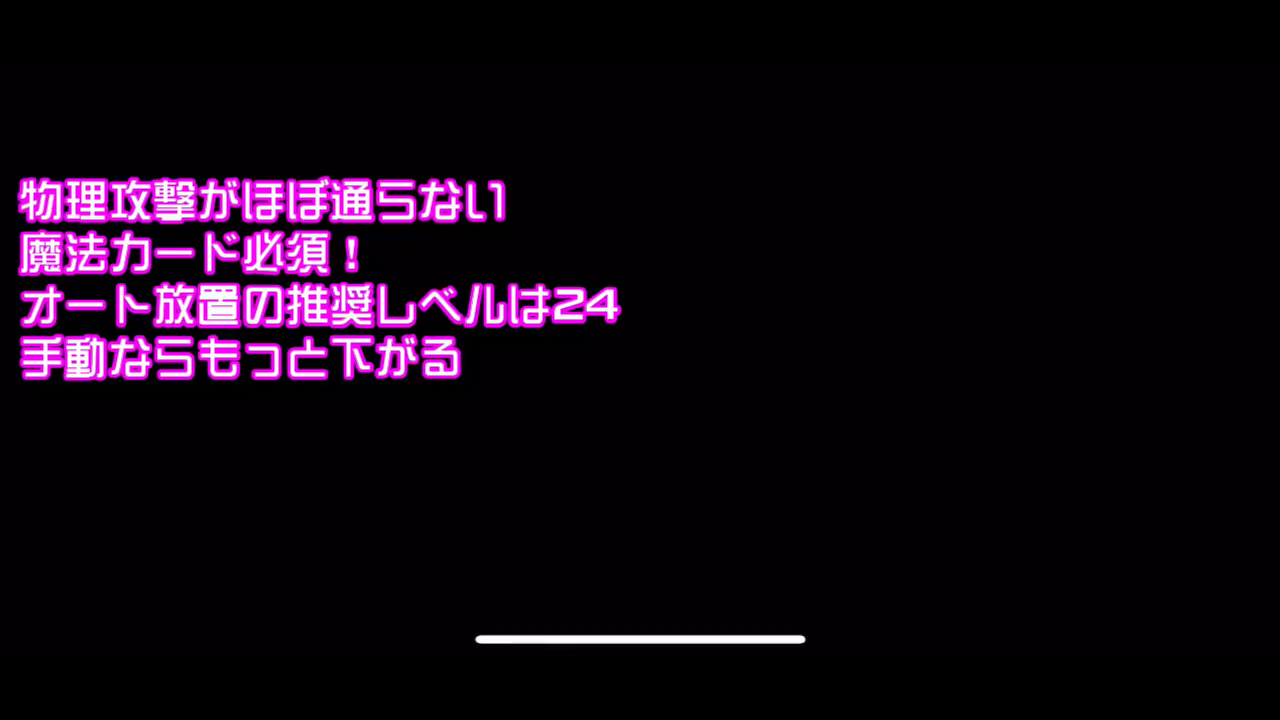 物理攻撃がほぼ通らない
魔法カード必須！
オート放置の推奨レベルは24
手動ならもっと下がる